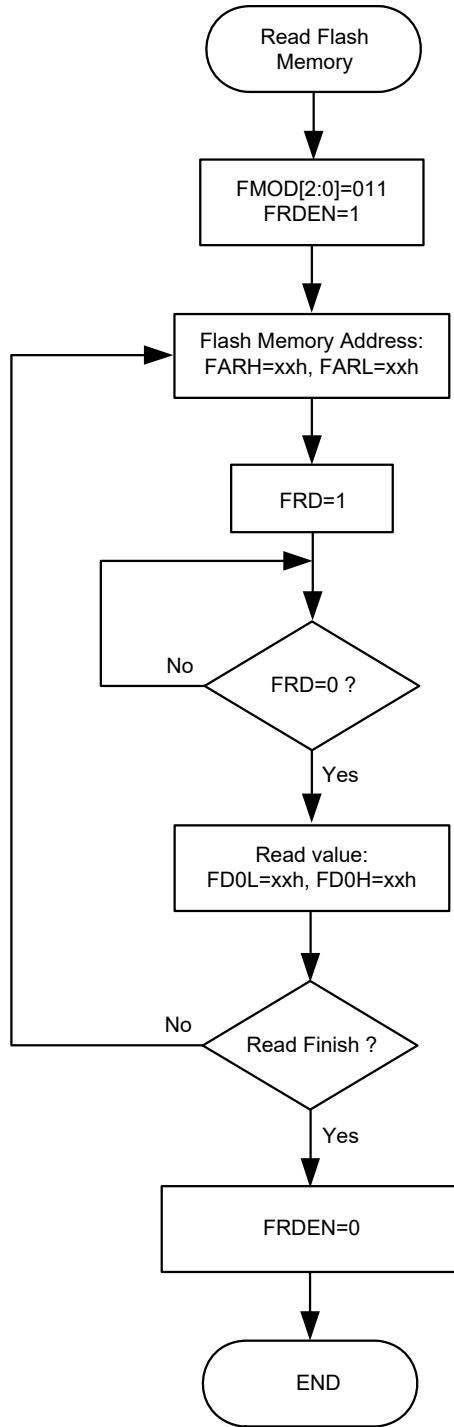 Read Flash
Memory
FMOD[2:0]=011
FRDEN=1
Flash Memory Address:
FARH=xxh, FARL=xxh
FRD=1
No
FRD=0 ?
Yes
Read value:
FD0L=xxh, FD0H=xxh
No
Read Finish ?
Yes
FRDEN=0
END